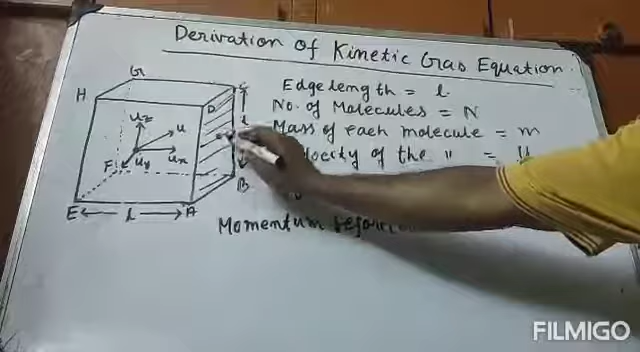 Derivation of Kinetic Gas Equation
Edge length = l
No. of Molecules = N
Mass of each molecule = m
of the " = u
Momentum before
G
H
C
D
l
uz
u
ux
uy
F
B
E
l
A
FILMIGO